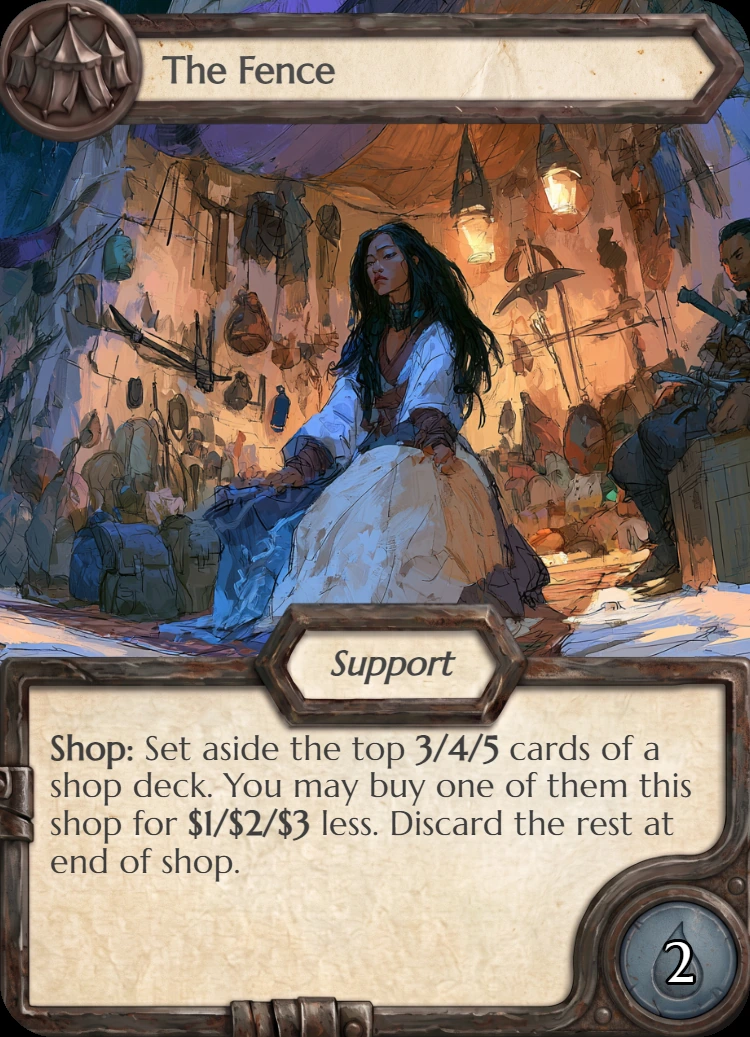 The Fence
Support
Shop: Set aside the top 3/4/5 cards of a
shop deck. You may buy one of them this
shop for $1/$2/$3 less. Discard the rest at
end of shop.
2